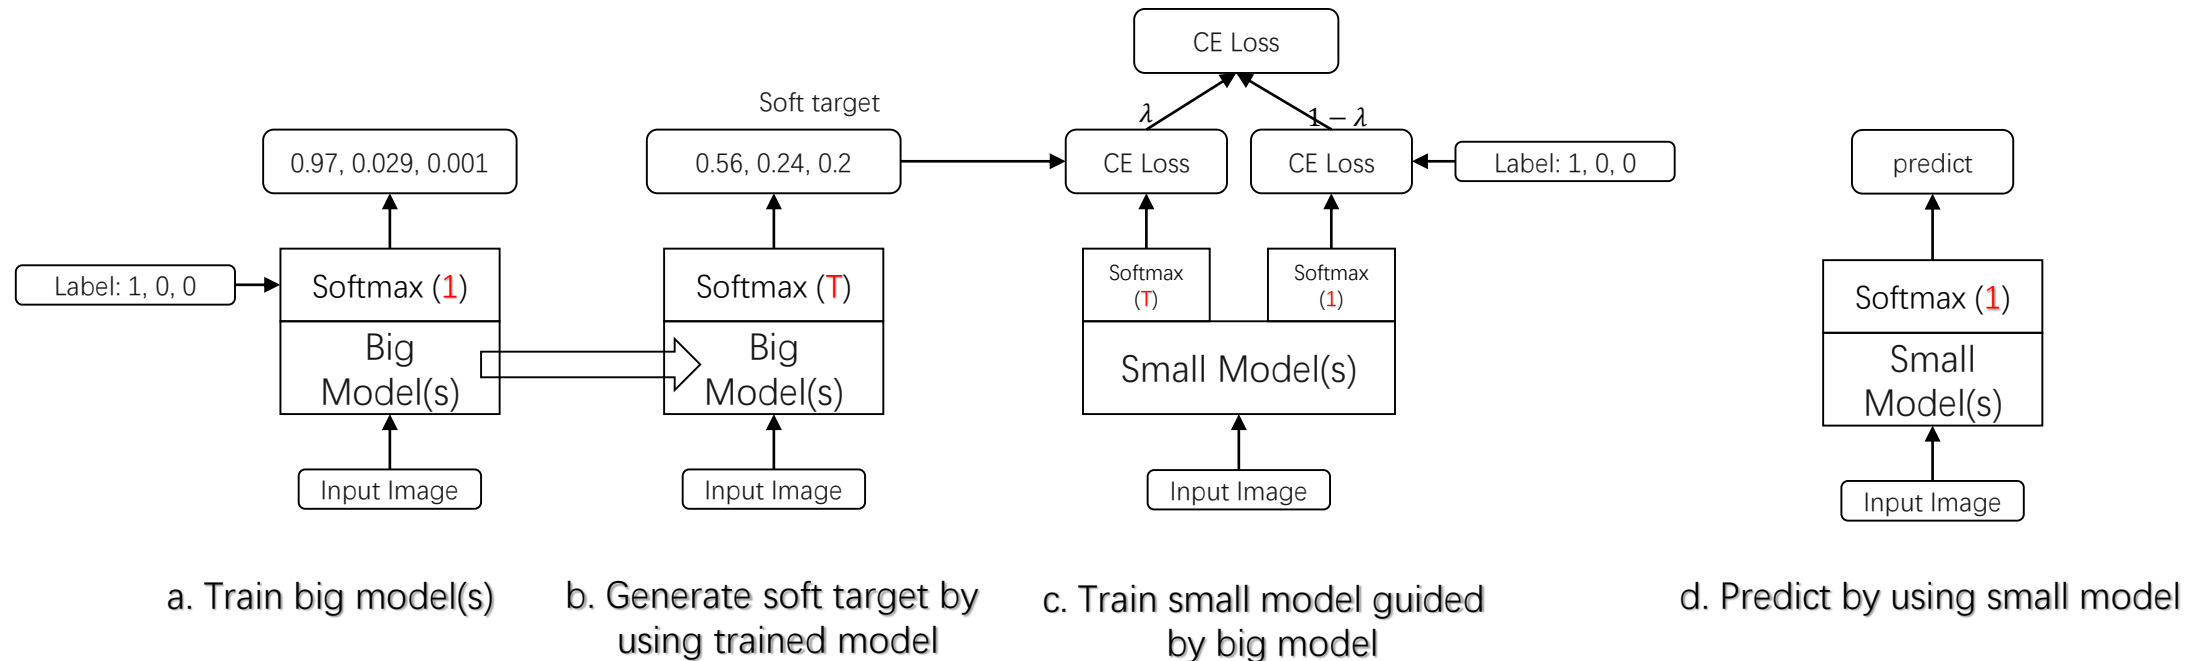 CE Loss
Soft target
λ
1 − λ
0.97, 0.029, 0.001
0.56, 0.24, 0.2
CE Loss
CE Loss
Label: 1, 0, 0
predict
Label: 1, 0, 0
Softmax (1)
Softmax (T)
Softmax
(T)
Softmax
(1)
Softmax (1)
Big
Model(s)
Big
Model(s)
Small Model(s)
Small
Model(s)
Input Image
Input Image
Input Image
Input Image
a. Train big model(s)
b. Generate soft target by
using trained model
c. Train small model guided
by big model
d. Predict by using small model